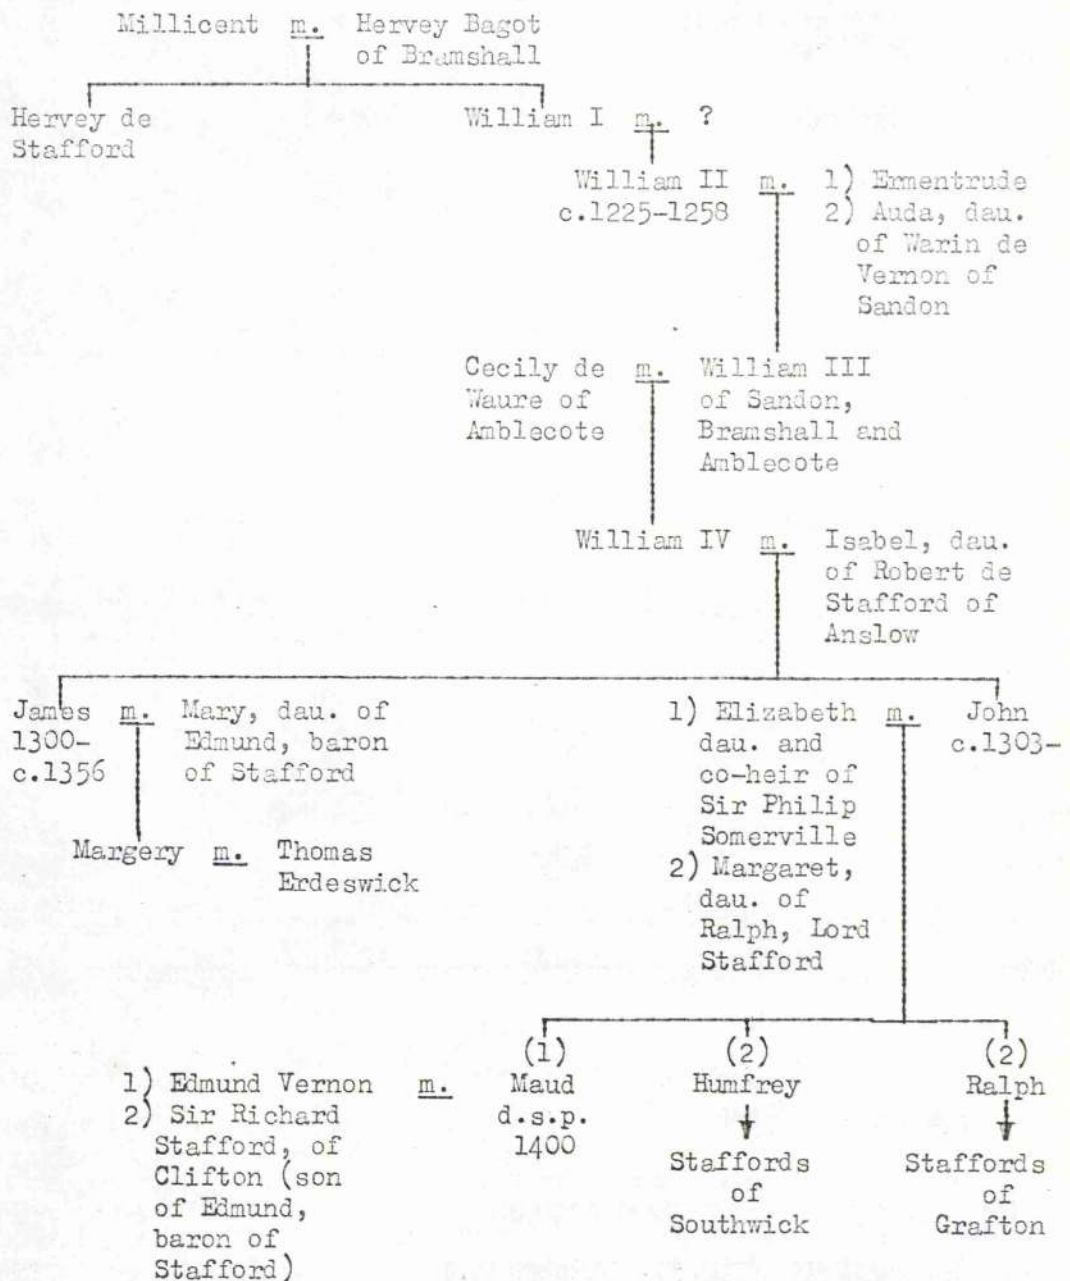 Millicent m. Hervey Bagot
of Bramshall
Hervey de
Stafford
William I m. ?
William II m. 1) Ermentrude
c.1225-1258 2) Auda, dau.
of Warin de
Vernon of
Sandon
Cecily de m. William III
Waure of of Sandon,
Amblecote Bramshall and
Amblecote
William IV m. Isabel, dau.
of Robert de
Stafford of
Anslow
James m. Mary, dau. of
1300- Edmund, baron
c.1356 of Stafford
1) Elizabeth m. John
dau. and c.1303-
co-heir of
Sir Philip
Somerville
2) Margaret,
dau. of
Ralph, Lord
Stafford
Margery m. Thomas
Erdeswick
(1) (2) (2)
1) Edmund Vernon m. Maud Humfrey Ralph
2) Sir Richard d.s.p.
Stafford, of 1400
Clifton (son
of Edmund,
baron of
Stafford)
Staffords
of
Southwick
Staffords
of
Grafton